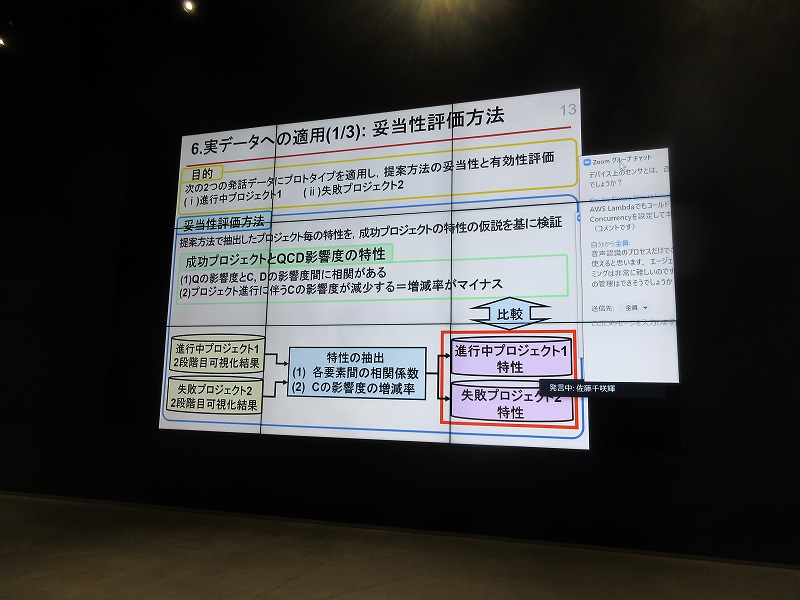 13
6.実データへの適用(1/3): 妥当性評価方法
目的
次の2つの発話データにプロトタイプを適用し，提案方法の妥当性と有効性評価
(ⅰ)進行中プロジェクト1 (ⅱ)失敗プロジェクト2
妥当性評価方法
提案方法で抽出したプロジェクト毎の特性を，成功プロジェクトの特性の仮説を基に検証
成功プロジェクトとQCD影響度の特性
(1)Qの影響度とC, Dの影響度間に相関がある
(2)プロジェクト進行に伴うCの影響度が減少する＝増減率がマイナス
比較
進行中プロジェクト1
2段階目可視化結果
失敗プロジェクト2
2段階目可視化結果
特性の抽出
(1) 各要素間の相関係数
(2) Cの影響度の増減率
進行中プロジェクト1
特性
失敗プロジェクト2
特性
Zoom グループ チャット
デバイス上のセンサとは、
でしょうか？
AWS Lambdaでもコールド
Concurrencyを設定して
（コメントです）
自分から全員
音声認識のプロセスだけで
使えると思います、エージェ
ミングは非常に難しいのです
の管理はできそうでしょうか
送信先: 全員
ここにメッセージを入力します
発言中: 佐藤千咲輝